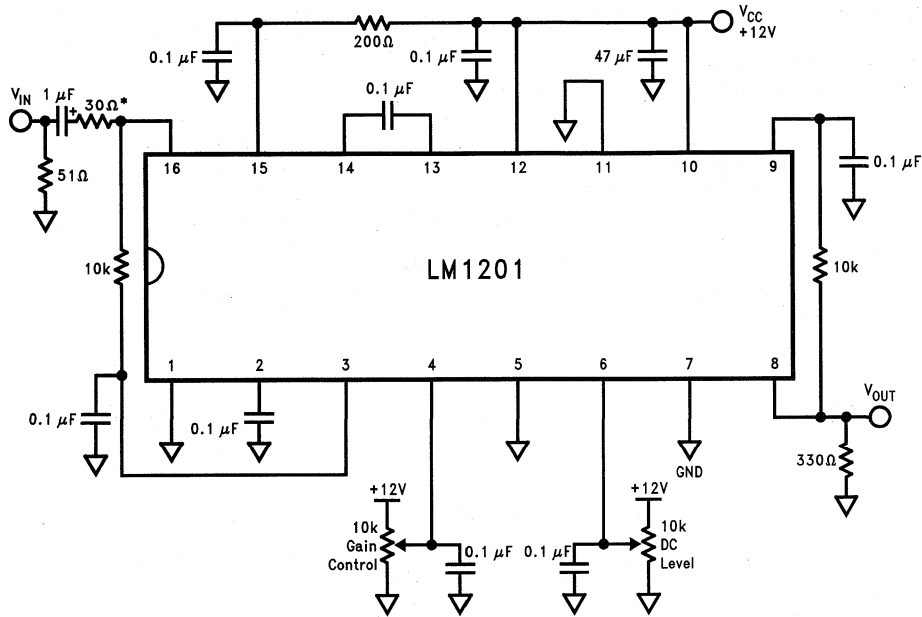 V_CC
+12V
0.1 μF
200Ω
0.1 μF
47 μF
0.1 μF
V_IN
1 μF
+
30Ω*
51Ω
16
15
14
13
12
11
10
9
0.1 μF
10k
LM1201
10k
1
2
3
4
5
6
7
8
V_OUT
0.1 μF
0.1 μF
GND
330Ω
+12V
10k
Gain
Control
0.1 μF
0.1 μF
+12V
10k
DC
Level